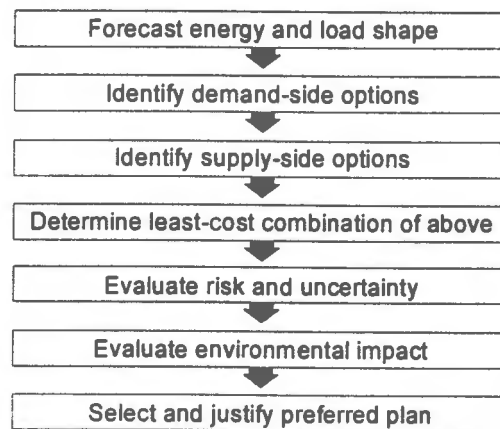 Forecast energy and load shape
Identify demand-side options
Identify supply-side options
Determine least-cost combination of above
Evaluate risk and uncertainty
Evaluate environmental impact
Select and justify preferred plan